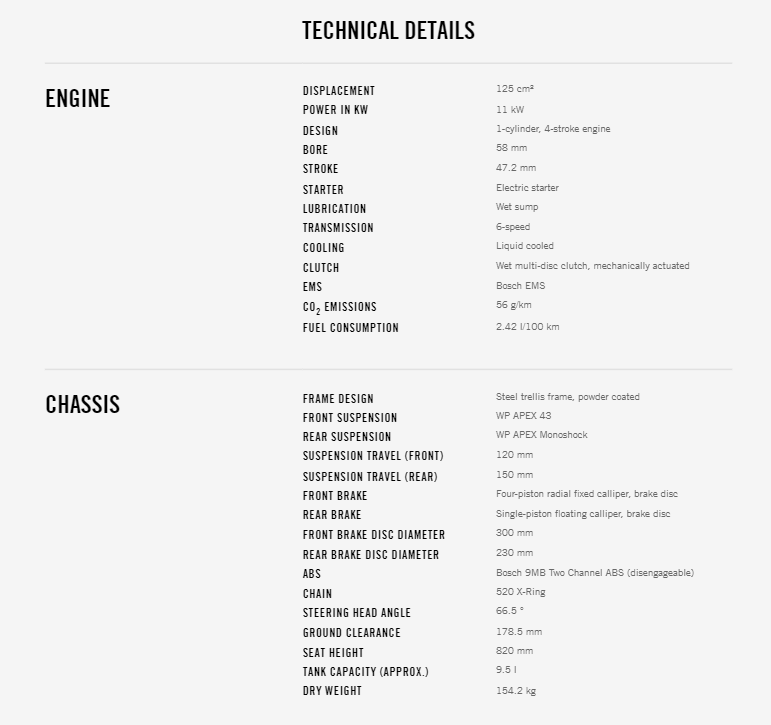 TECHNICAL DETAILS
ENGINE
DISPLACEMENT 125 cm³
POWER IN KW 11 kW
DESIGN 1-cylinder, 4-stroke engine
BORE 58 mm
STROKE 47.2 mm
STARTER Electric starter
LUBRICATION Wet sump
TRANSMISSION 6-speed
COOLING Liquid cooled
CLUTCH Wet multi-disc clutch, mechanically actuated
EMS Bosch EMS
CO₂ EMISSIONS 56 g/km
FUEL CONSUMPTION 2.42 l/100 km
CHASSIS
FRAME DESIGN Steel trellis frame, powder coated
FRONT SUSPENSION WP APEX 43
REAR SUSPENSION WP APEX Monoshock
SUSPENSION TRAVEL (FRONT) 120 mm
SUSPENSION TRAVEL (REAR) 150 mm
FRONT BRAKE Four-piston radial fixed calliper, brake disc
REAR BRAKE Single-piston floating calliper, brake disc
FRONT BRAKE DISC DIAMETER 300 mm
REAR BRAKE DISC DIAMETER 230 mm
ABS Bosch 9MB Two Channel ABS (disengageable)
CHAIN 520 X-Ring
STEERING HEAD ANGLE 66.5 °
GROUND CLEARANCE 178.5 mm
SEAT HEIGHT 820 mm
TANK CAPACITY (APPROX.) 9.5 l
DRY WEIGHT 154.2 kg